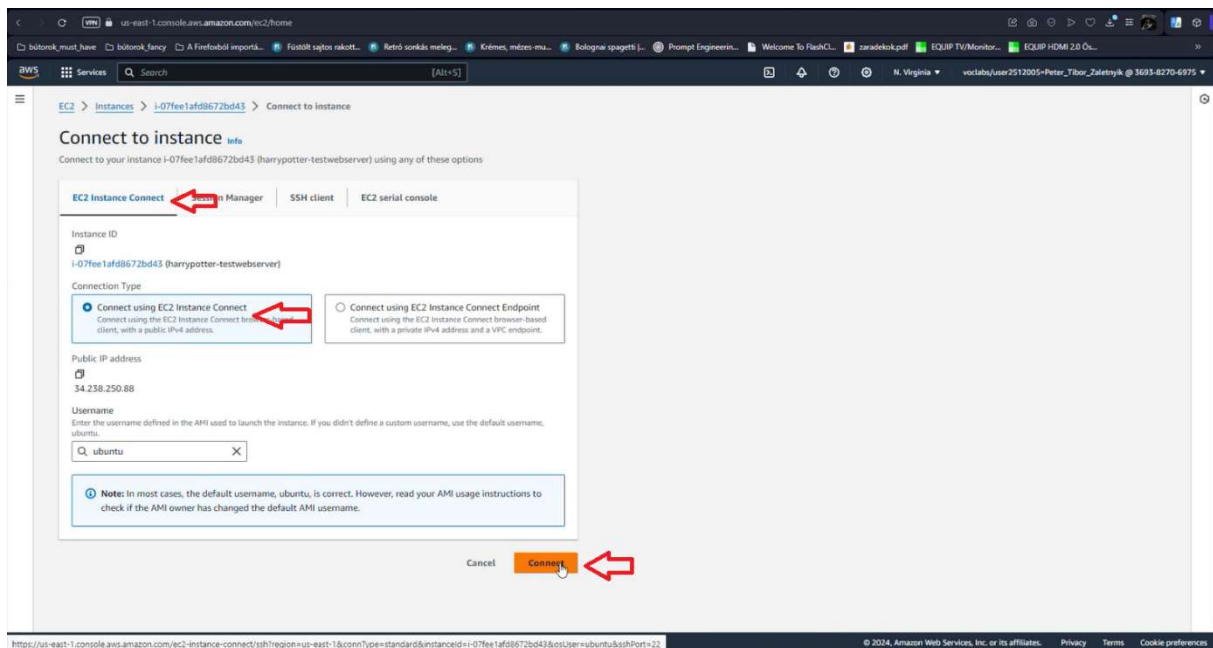 VPN us-east-1.console.aws.amazon.com/ec2/home
bútorok_must_have bútorok_fancy A Firefoxból importá... Füstölt sajtos rakott... Retró sonkás meleg... Krémes, mézes-mu... Bolognai spagetti j... Prompt Engineerin... Welcome To FlashCl... zaradekok.pdf EQUIP TV/Monitor... EQUIP HDMI 2.0 Ös... »
aws Services Search [Alt+S] N. Virginia voclabs/user2512005=Peter_Tibor_Zaletnyik @ 3693-8270-6975
EC2 > Instances > i-07fee1afd8672bd43 > Connect to instance
Connect to instance Info
Connect to your instance i-07fee1afd8672bd43 (harrypotter-testwebserver) using any of these options
EC2 Instance Connect Session Manager SSH client EC2 serial console
Instance ID
i-07fee1afd8672bd43 (harrypotter-testwebserver)
Connection Type
Connect using EC2 Instance Connect
Connect using the EC2 Instance Connect browser-based
client, with a public IPv4 address.
Connect using EC2 Instance Connect Endpoint
Connect using the EC2 Instance Connect browser-based
client, with a private IPv4 address and a VPC endpoint.
Public IP address
34.238.250.88
Username
Enter the username defined in the AMI used to launch the instance. If you didn't define a custom username, use the default username,
ubuntu.
ubuntu
Note: In most cases, the default username, ubuntu, is correct. However, read your AMI usage instructions to
check if the AMI owner has changed the default AMI username.
Cancel Connect
https://us-east-1.console.aws.amazon.com/ec2-instance-connect/ssh?region=us-east-1&connType=standard&instanceId=i-07fee1afd8672bd43&osUser=ubuntu&sshPort=22 © 2024, Amazon Web Services, Inc. or its affiliates. Privacy Terms Cookie preferences